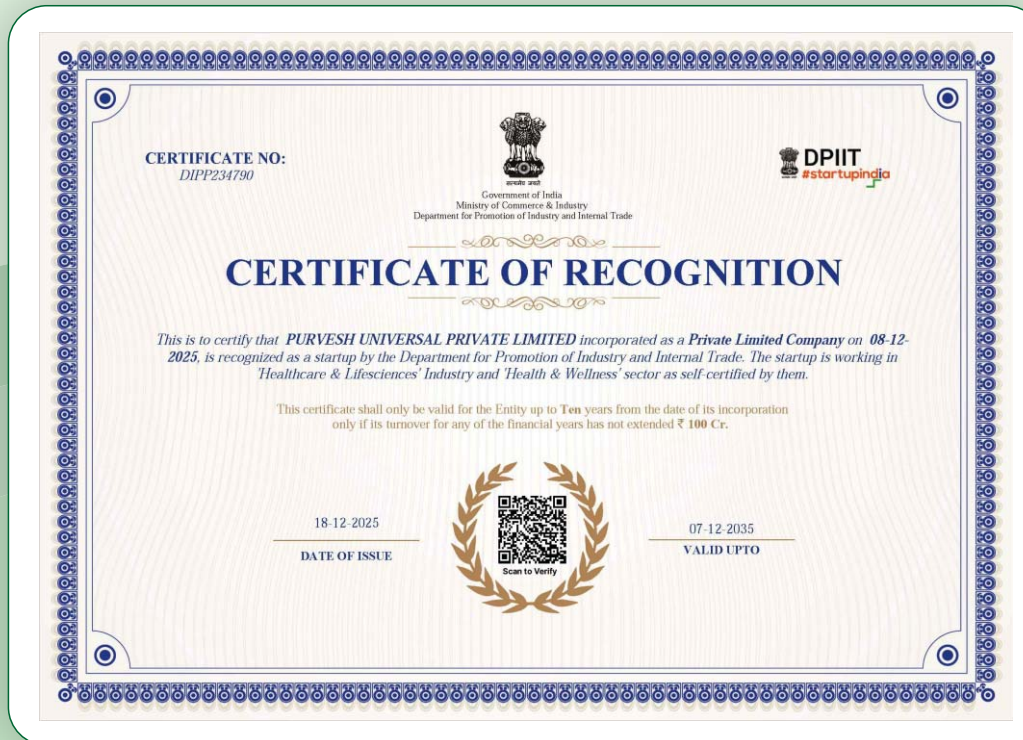 CERTIFICATE NO:
DIPP234790
सत्यमेव जयते
DPIIT
#startupindia
Government of India
Ministry of Commerce & Industry
Department for Promotion of Industry and Internal Trade
CERTIFICATE OF RECOGNITION
This is to certify that PURVESH UNIVERSAL PRIVATE LIMITED incorporated as a Private Limited Company on 08-12-
2025, is recognized as a startup by the Department for Promotion of Industry and Internal Trade. The startup is working in
'Healthcare & Lifesciences' Industry and 'Health & Wellness' sector as self-certified by them.
This certificate shall only be valid for the Entity up to Ten years from the date of its incorporation
only if its turnover for any of the financial years has not extended ₹ 100 Cr.
18-12-2025
DATE OF ISSUE
Scan to Verify
07-12-2035
VALID UPTO